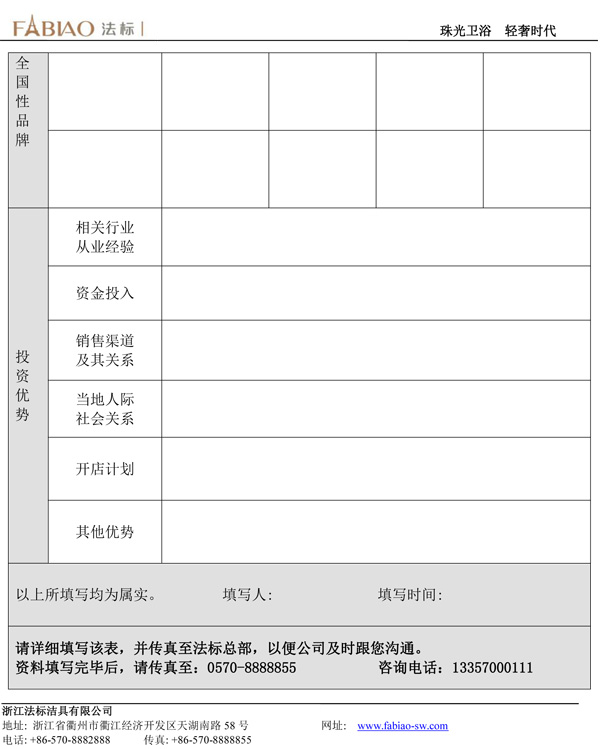 FABIAO 法标
珠光卫浴 轻奢时代
全国性品牌
投资优势
相关行业
从业经验
资金投入
销售渠道
及其关系
当地人际
社会关系
开店计划
其他优势
以上所填写均为属实。 填写人: 填写时间:
请详细填写该表，并传真至法标总部，以便公司及时跟您沟通。
资料填写完毕后，请传真至：0570-8888855 咨询电话：13357000111
浙江法标洁具有限公司
地址: 浙江省衢州市衢江经济开发区天湖南路 58 号 网址: www.fabiao-sw.com
电话: +86-570-8882888 传真: +86-570-8888855